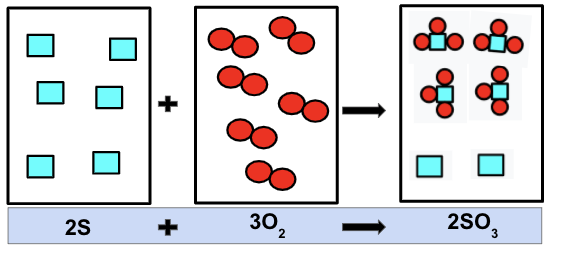 2S + 3O₂ → 2SO₃